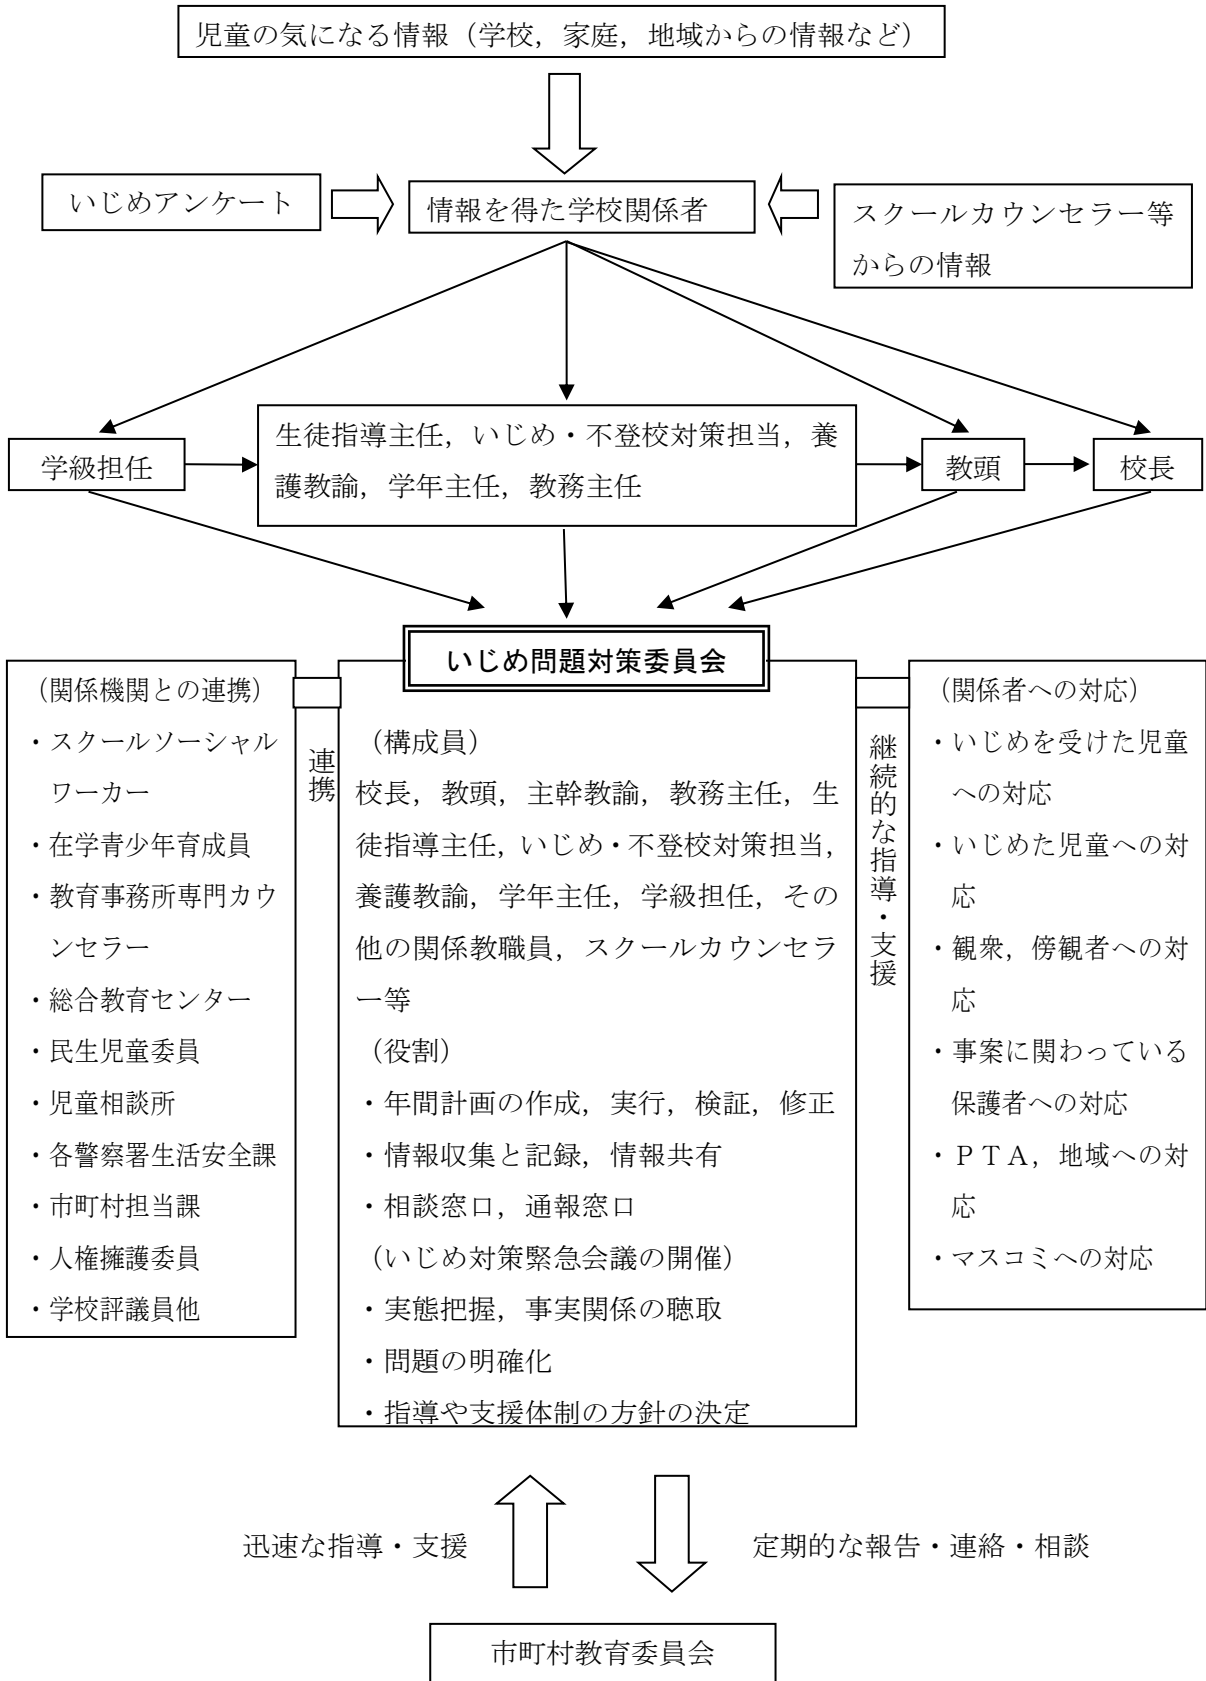 児童の気になる情報（学校，家庭，地域からの情報など）
いじめアンケート
情報を得た学校関係者
スクールカウンセラー等
からの情報
学級担任
生徒指導主任，いじめ・不登校対策担当，養
護教諭，学年主任，教務主任
教頭
校長
いじめ問題対策委員会
（関係機関との連携）
・スクールソーシャル
ワーカー
・在学青少年育成員
・教育事務所専門カウ
ンセラー
・総合教育センター
・民生児童委員
・児童相談所
・各警察署生活安全課
・市町村担当課
・人権擁護委員
・学校評議員他
連携
（構成員）
校長，教頭，主幹教諭，教務主任，生
徒指導主任，いじめ・不登校対策担当，
養護教諭，学年主任，学級担任，その
他の関係教職員，スクールカウンセラ
ー等
（役割）
・年間計画の作成，実行，検証，修正
・情報収集と記録，情報共有
・相談窓口，通報窓口
（いじめ対策緊急会議の開催）
・実態把握，事実関係の聴取
・問題の明確化
・指導や支援体制の方針の決定
継続的な指導・支援
（関係者への対応）
・いじめを受けた児童
への対応
・いじめた児童への対
応
・観衆，傍観者への対
応
・事案に関わっている
保護者への対応
・ＰＴＡ，地域への対
応
・マスコミへの対応
迅速な指導・支援
定期的な報告・連絡・相談
市町村教育委員会